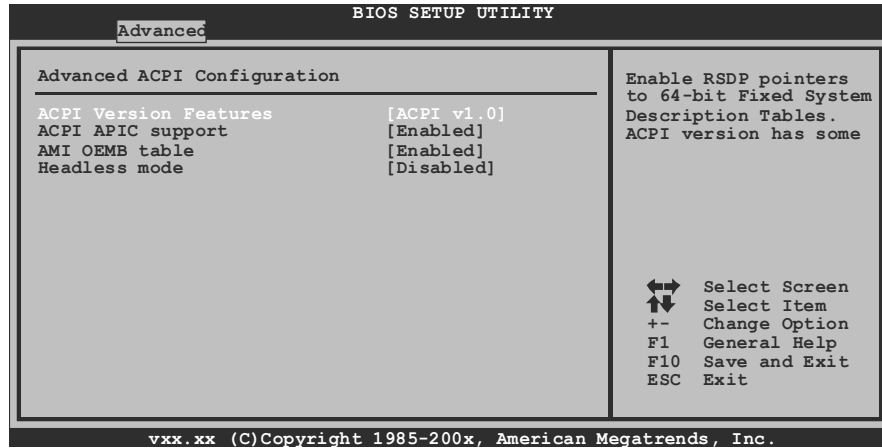 BIOS SETUP UTILITY
Advanced
Advanced ACPI Configuration
ACPI Version Features [ACPI v1.0]
ACPI APIC support [Enabled]
AMI OEMB table [Enabled]
Headless mode [Disabled]
Enable RSDP pointers
to 64-bit Fixed System
Description Tables.
ACPI version has some
Select Screen
Select Item
+- Change Option
F1 General Help
F10 Save and Exit
ESC Exit
vxx.xx (C)Copyright 1985-200x, American Megatrends, Inc.